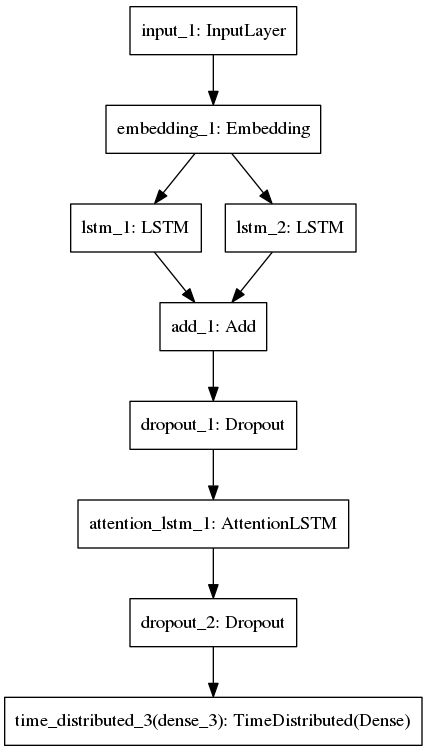 input_1: InputLayer
embedding_1: Embedding
lstm_1: LSTM
lstm_2: LSTM
add_1: Add
dropout_1: Dropout
attention_lstm_1: AttentionLSTM
dropout_2: Dropout
time_distributed_3(dense_3): TimeDistributed(Dense)